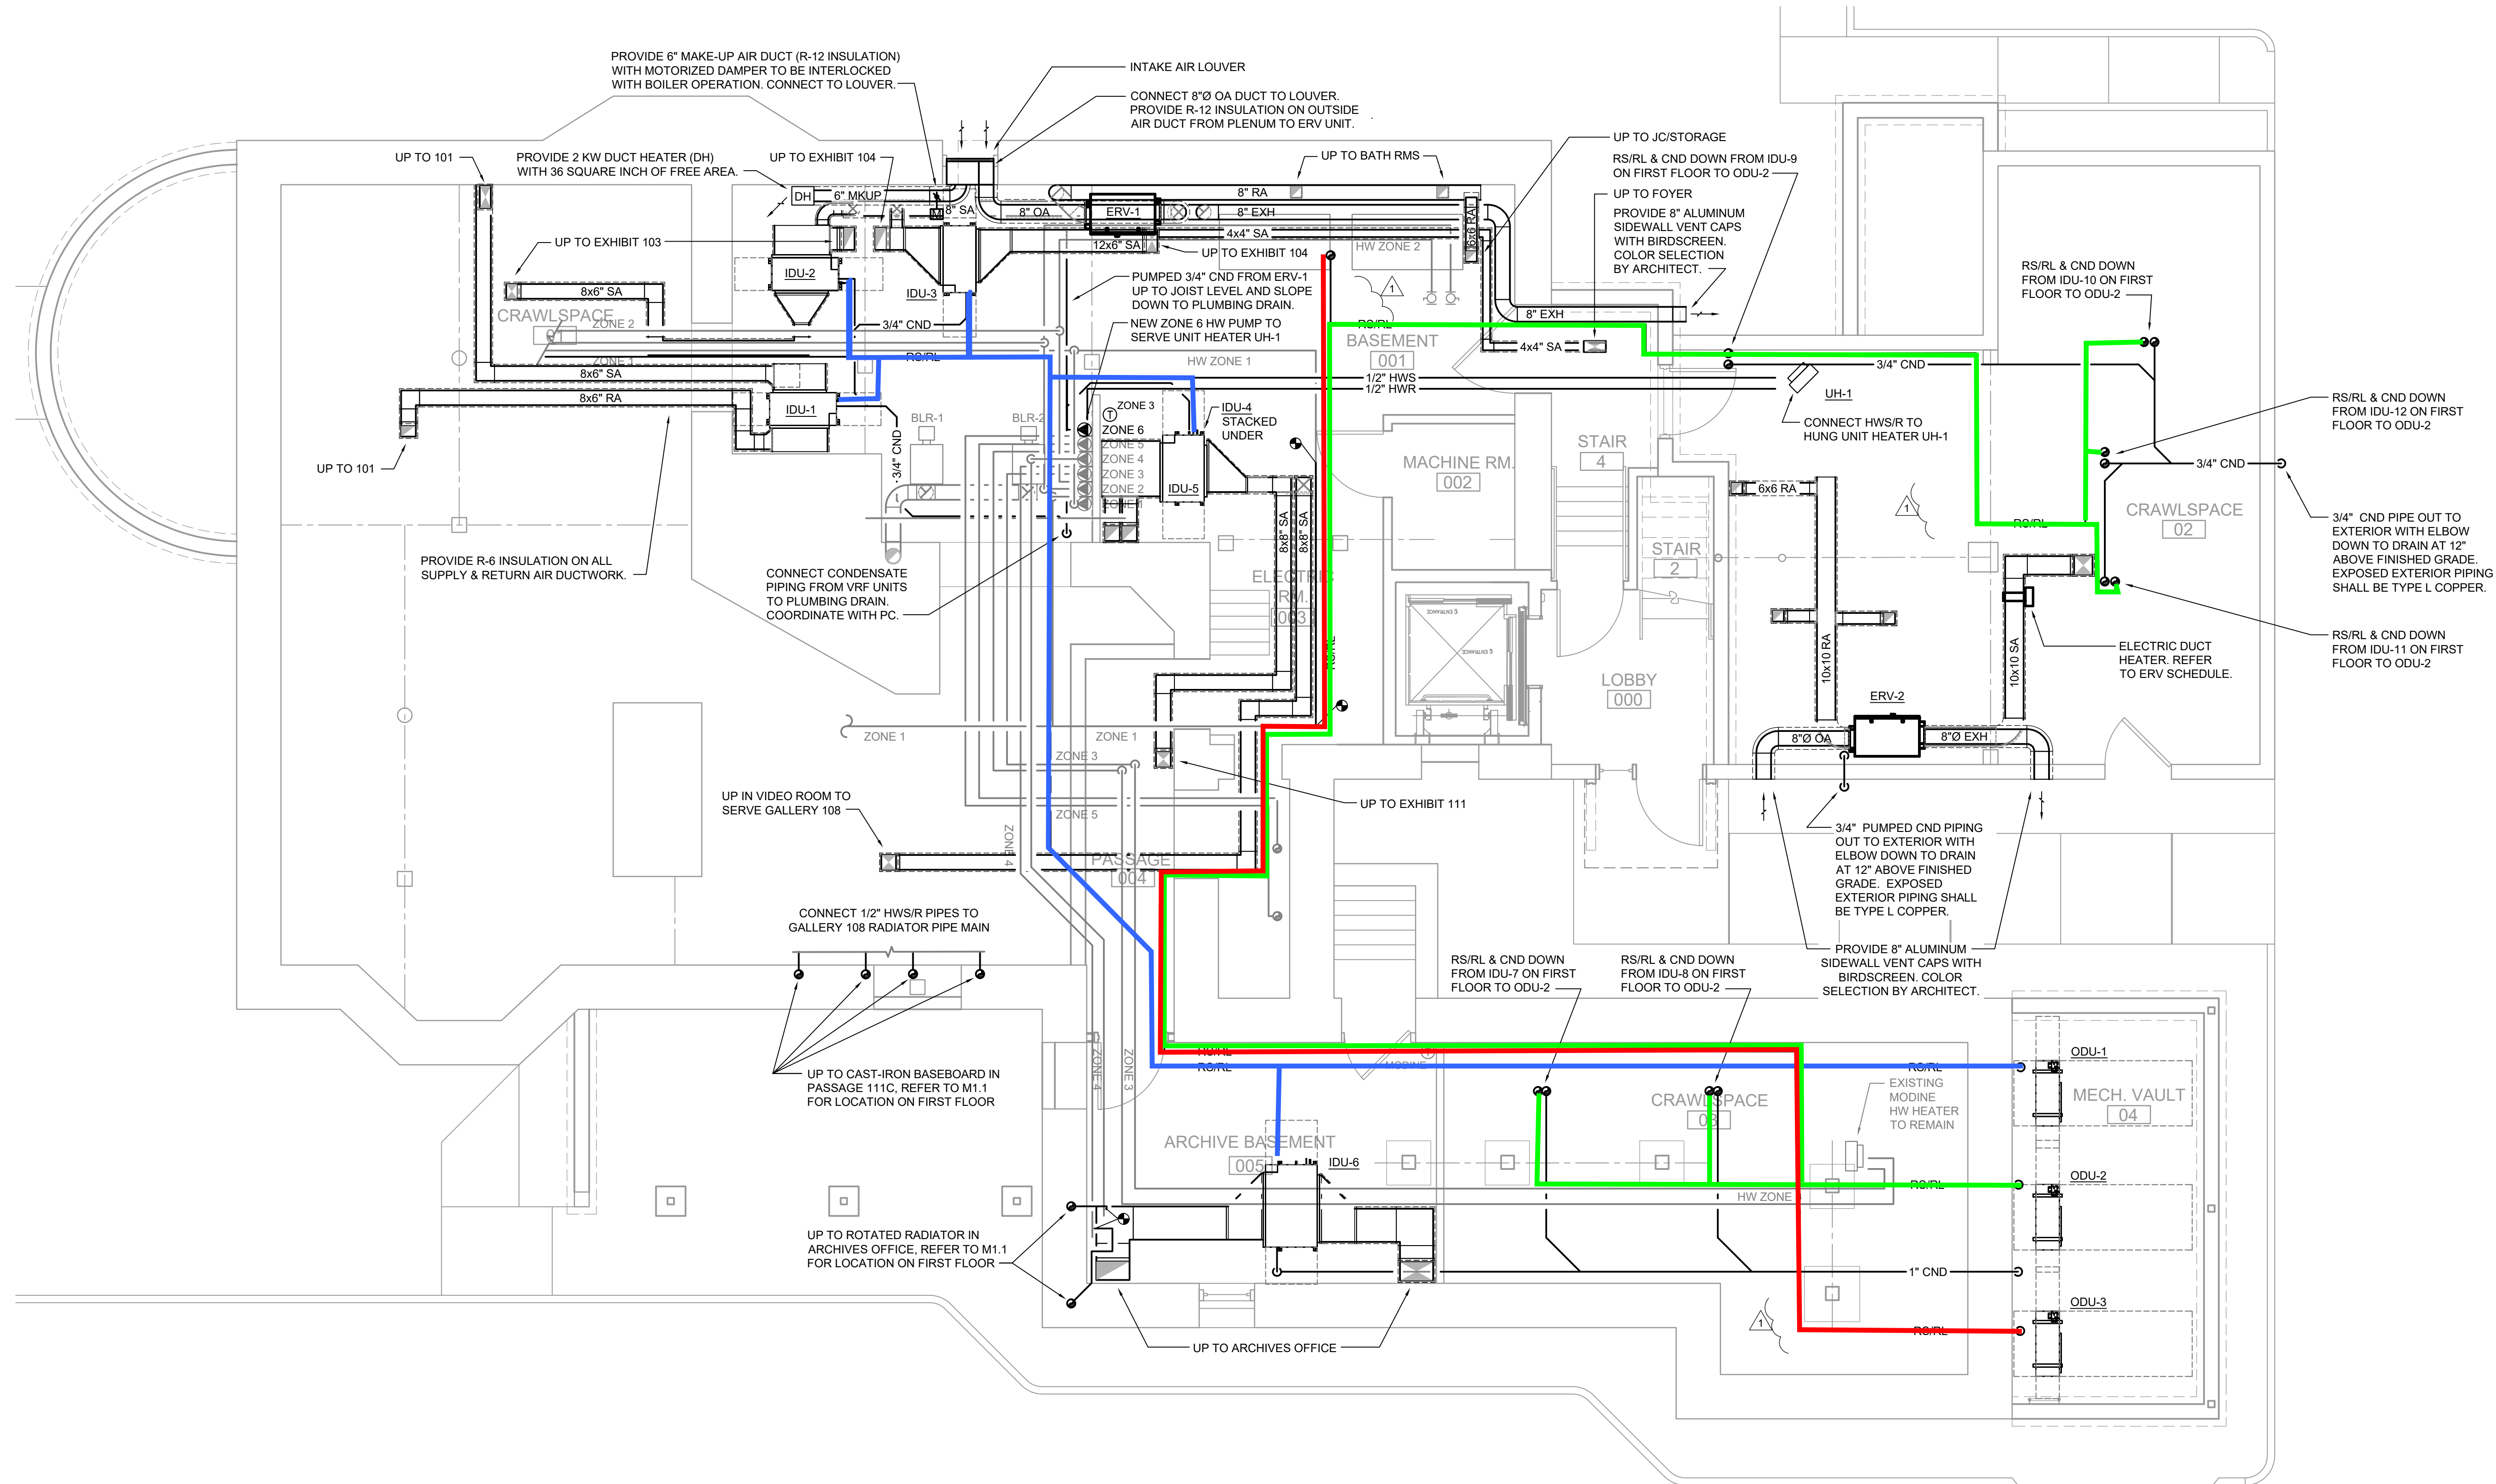 PROVIDE 6" MAKE-UP AIR DUCT (R-12 INSULATION)
WITH MOTORIZED DAMPER TO BE INTERLOCKED
WITH BOILER OPERATION. CONNECT TO LOUVER.
INTAKE AIR LOUVER
CONNECT 8"Ø OA DUCT TO LOUVER.
PROVIDE R-12 INSULATION ON OUTSIDE
AIR DUCT FROM PLENUM TO ERV UNIT.
UP TO 101
PROVIDE 2 KW DUCT HEATER (DH)
WITH 36 SQUARE INCH OF FREE AREA.
UP TO EXHIBIT 104
UP TO BATH RMS
UP TO JC/STORAGE
RS/RL & CND DOWN FROM IDU-9
ON FIRST FLOOR TO ODU-2
UP TO FOYER
PROVIDE 8" ALUMINUM
SIDEWALL VENT CAPS
WITH BIRDSCREEN.
COLOR SELECTION
BY ARCHITECT.
DH
6" MKUP
M
8" SA
8" OA
ERV-1
8" RA
8" EXH
4x4" SA
12x6" SA
6x6 RA
HW ZONE 2
UP TO EXHIBIT 103
UP TO EXHIBIT 104
IDU-2
IDU-3
8x6" SA
CRAWLSPACE
01
ZONE 2
ZONE 1
3/4" CND
RS/RL
PUMPED 3/4" CND FROM ERV-1
UP TO JOIST LEVEL AND SLOPE
DOWN TO PLUMBING DRAIN.
NEW ZONE 6 HW PUMP TO
SERVE UNIT HEATER UH-1
HW ZONE 1
1
RS/RL
BASEMENT
001
8" EXH
4x4" SA
RS/RL & CND DOWN
FROM IDU-10 ON FIRST
FLOOR TO ODU-2
8x6" SA
8x6" RA
IDU-1
UP TO 101
3/4" CND
BLR-1
BLR-2
T
ZONE 3
ZONE 6
ZONE 5
ZONE 4
ZONE 3
ZONE 2
ZONE 1
IDU-4
STACKED
UNDER
IDU-5
1/2" HWS
1/2" HWR
UH-1
CONNECT HWS/R TO
HUNG UNIT HEATER UH-1
3/4" CND
RS/RL & CND DOWN
FROM IDU-12 ON FIRST
FLOOR TO ODU-2
MACHINE RM.
002
STAIR
4
STAIR
2
6x6 RA
1
RS/RL
3/4" CND
CRAWLSPACE
02
3/4" CND PIPE OUT TO
EXTERIOR WITH ELBOW
DOWN TO DRAIN AT 12"
ABOVE FINISHED GRADE.
EXPOSED EXTERIOR PIPING
SHALL BE TYPE L COPPER.
PROVIDE R-6 INSULATION ON ALL
SUPPLY & RETURN AIR DUCTWORK.
CONNECT CONDENSATE
PIPING FROM VRF UNITS
TO PLUMBING DRAIN.
COORDINATE WITH PC.
8x8" SA
8x8" SA
ELECTRIC
RM.
003
RS/RL
ENTRANCE
ENTRANCE
LOBBY
000
10x10 RA
10x10 SA
ELECTRIC DUCT
HEATER. REFER
TO ERV SCHEDULE.
RS/RL & CND DOWN
FROM IDU-11 ON FIRST
FLOOR TO ODU-2
ERV-2
8"Ø OA
8"Ø EXH
ZONE 1
ZONE 1
ZONE 3
ZONE 5
ZONE 4
UP IN VIDEO ROOM TO
SERVE GALLERY 108
UP TO EXHIBIT 111
PASSAGE
004
3/4" PUMPED CND PIPING
OUT TO EXTERIOR WITH
ELBOW DOWN TO DRAIN
AT 12" ABOVE FINISHED
GRADE. EXPOSED
EXTERIOR PIPING SHALL
BE TYPE L COPPER.
CONNECT 1/2" HWS/R PIPES TO
GALLERY 108 RADIATOR PIPE MAIN
PROVIDE 8" ALUMINUM
SIDEWALL VENT CAPS WITH
BIRDSCREEN. COLOR
SELECTION BY ARCHITECT.
RS/RL & CND DOWN
FROM IDU-7 ON FIRST
FLOOR TO ODU-2
RS/RL & CND DOWN
FROM IDU-8 ON FIRST
FLOOR TO ODU-2
UP TO CAST-IRON BASEBOARD IN
PASSAGE 111C, REFER TO M1.1
FOR LOCATION ON FIRST FLOOR
ZONE 4
ZONE 3
RS/RL
RS/RL
MODINE
RS/RL
ODU-1
MECH. VAULT
04
EXISTING
MODINE
HW HEATER
TO REMAIN
CRAWLSPACE
03
ARCHIVE BASEMENT
005
IDU-6
HW ZONE
RS/RL
ODU-2
UP TO ROTATED RADIATOR IN
ARCHIVES OFFICE, REFER TO M1.1
FOR LOCATION ON FIRST FLOOR
1" CND
ODU-3
1
RS/RL
UP TO ARCHIVES OFFICE